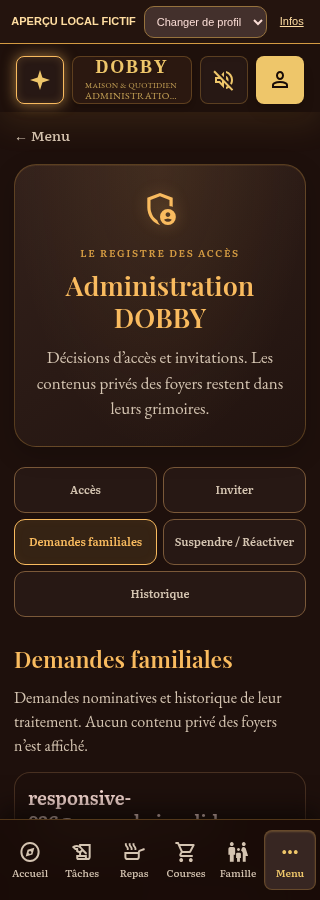 APERÇU LOCAL FICTIF Changer de profil Infos
DOBBY
MAISON & QUOTIDIEN
ADMINISTRATIO...
← Menu
LE REGISTRE DES ACCÈS
Administration
DOBBY
Décisions d’accès et invitations. Les
contenus privés des foyers restent dans
leurs grimoires.
Accès Inviter
Demandes familiales Suspendre / Réactiver
Historique
Demandes familiales
Demandes nominatives et historique de leur
traitement. Aucun contenu privé des foyers
n’est affiché.
responsive-
Accueil Tâches Repas Courses Famille Menu